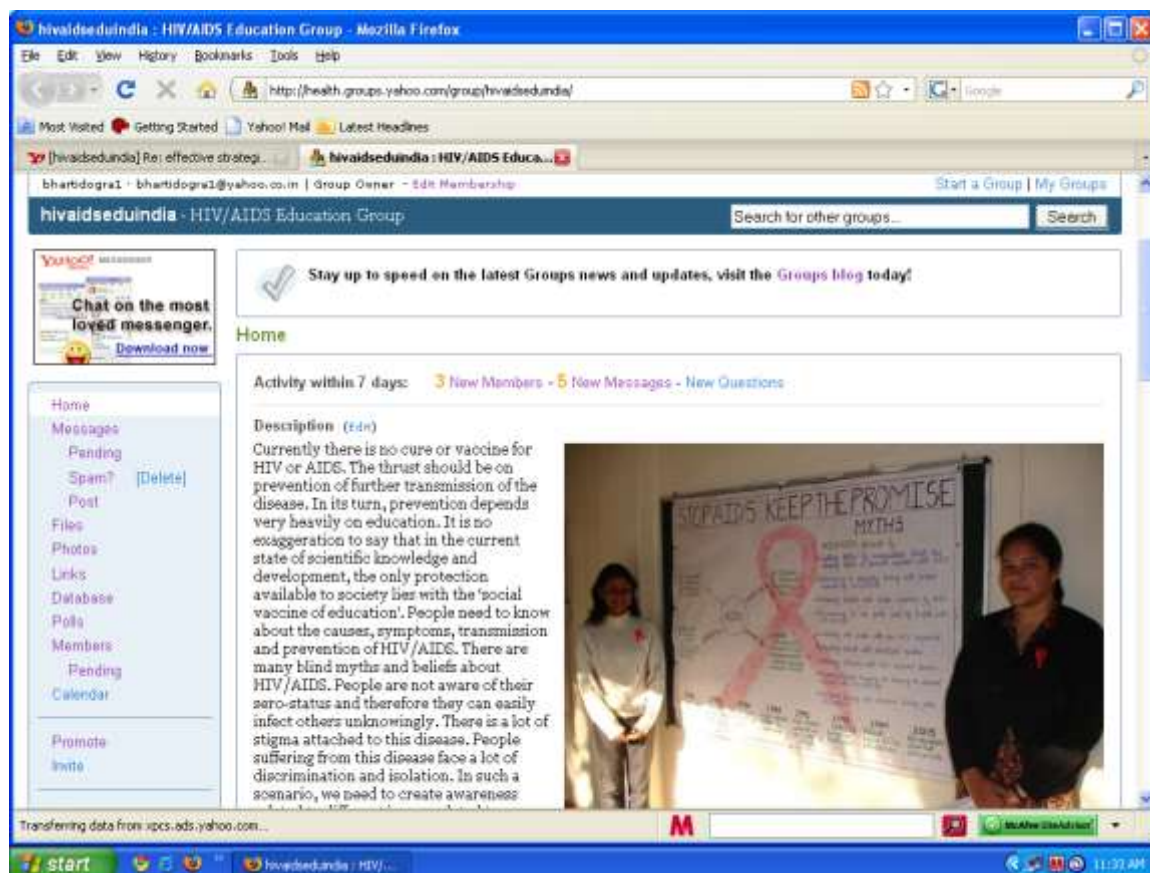 hivaidseduindia : HIV/AIDS Education Group - Mozilla Firefox
File Edit View History Bookmarks Tools Help
http://health.groups.yahoo.com/group/hivaidseduindia/
Google
Most Visited Getting Started Yahoo! Mail Latest Headlines
[hivaidseduindia] Re: effective strategi... hivaidseduindia : HIV/AIDS Educa...
bhartidogra1 · bhartidogra1@yahoo.co.in | Group Owner - Edit Membership
Start a Group | My Groups
hivaidseduindia · HIV/AIDS Education Group
Search for other groups...
Search
YAHOO! MESSENGER
Chat on the most
loved messenger.
Download now
Stay up to speed on the latest Groups news and updates, visit the Groups blog today!
Home
Activity within 7 days: 3 New Members - 5 New Messages - New Questions
Home
Messages
Pending
Spam? [Delete]
Post
Files
Photos
Links
Database
Polls
Members
Pending
Calendar
Promote
Invite
Description (Edit)
Currently there is no cure or vaccine for
HIV or AIDS. The thrust should be on
prevention of further transmission of the
disease. In its turn, prevention depends
very heavily on education. It is no
exaggeration to say that in the current
state of scientific knowledge and
development, the only protection
available to society lies with the 'social
vaccine of education'. People need to know
about the causes, symptoms, transmission
and prevention of HIV/AIDS. There are
many blind myths and beliefs about
HIV/AIDS. People are not aware of their
sero-status and therefore they can easily
infect others unknowingly. There is a lot of
stigma attached to this disease. People
suffering from this disease face a lot of
discrimination and isolation. In such a
scenario, we need to create awareness
STOP AIDS KEEP THE PROMISE
MYTHS
Transferring data from xpcs.ads.yahoo.com...
McAfee SiteAdvisor
start
hivaidseduindia : HIV/...
11:32 AM